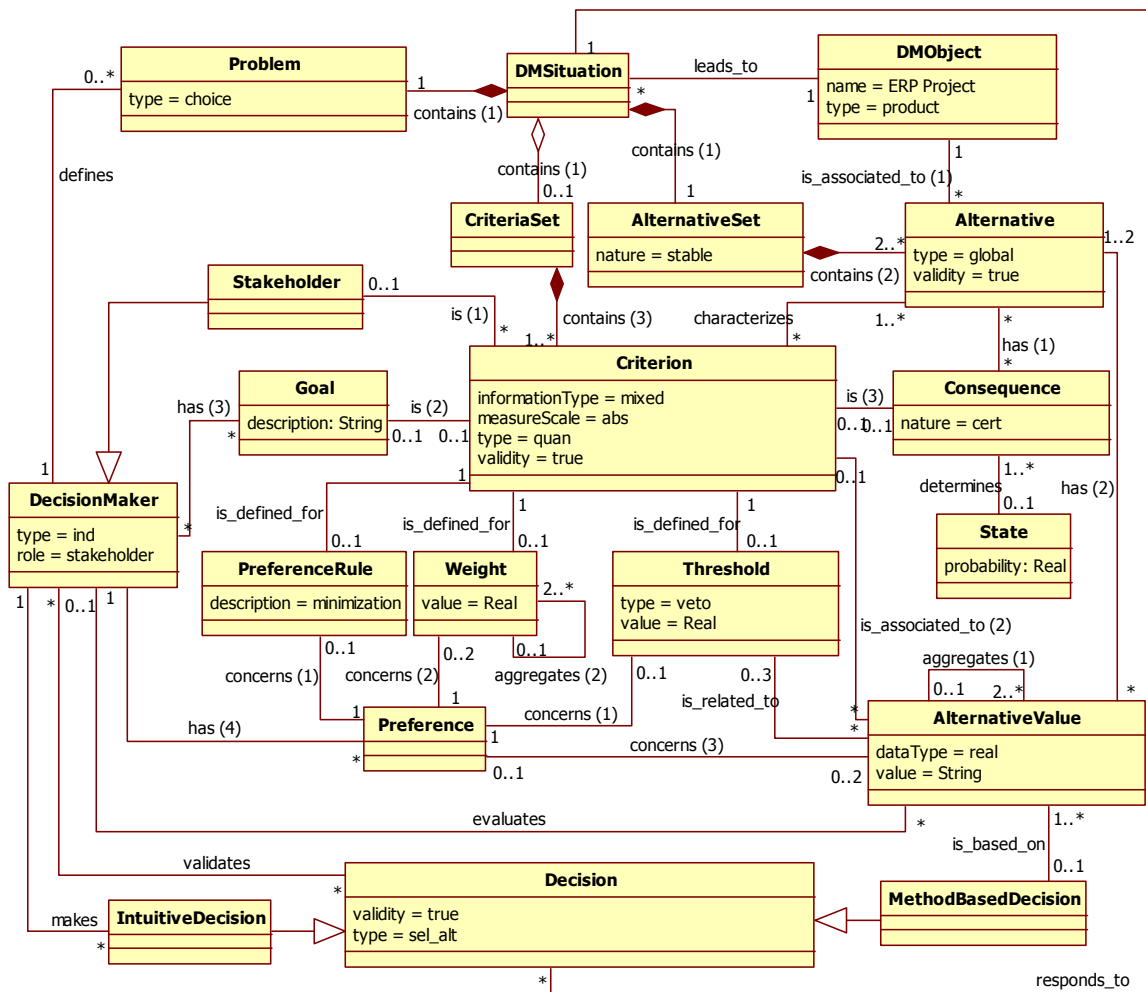 Problem
type = choice
DMSituation
DMObject
name = ERP Project
type = product
0..*
1
contains (1)
1
*
leads_to
1
defines
contains (1)
0..1
contains (1)
1
1
is_associated_to (1)
*
CriteriaSet
AlternativeSet
nature = stable
Alternative
type = global
validity = true
2..*
contains (2)
1..2
Stakeholder
0..1
is (1)
*
contains (3)
1..*
characterizes
*
1..*
*
has (1)
*
Goal
description: String
has (3)
*
is (2)
0..1
0..1
Criterion
informationType = mixed
measureScale = abs
type = quan
validity = true
is (3)
0..1
0..1
Consequence
nature = cert
1
DecisionMaker
type = ind
role = stakeholder
*
1
is_defined_for
0..1
1
is_defined_for
0..1
1
is_defined_for
0..1
0..1
1..*
determines
0..1
has (2)
State
probability: Real
PreferenceRule
description = minimization
Weight
value = Real
2..*
0..1
aggregates (2)
Threshold
type = veto
value = Real
is_associated_to (2)
*
1
*
0..1
1
0..1
concerns (1)
1
0..2
concerns (2)
1
0..1
concerns (1)
1
0..3
is_related_to
*
aggregates (1)
0..1
2..*
*
has (4)
*
Preference
concerns (3)
0..1
0..2
AlternativeValue
dataType = real
value = String
evaluates
*
1..*
is_based_on
0..1
validates
*
makes
*
IntuitiveDecision
Decision
validity = true
type = sel_alt
MethodBasedDecision
*
responds_to